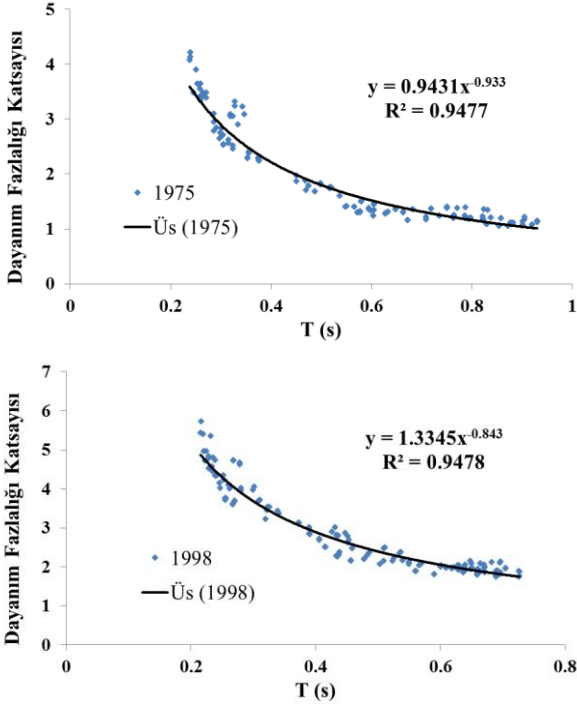 Dayanım Fazlalığı Katsayısı
5
4
3
2
1
0
y = 0.9431x^-0.933
R² = 0.9477
1975
Üs (1975)
0
0.2
0.4
0.6
0.8
1
T (s)
Dayanım Fazlalığı Katsayısı
7
6
5
4
3
2
1
0
y = 1.3345x^-0.843
R² = 0.9478
1998
Üs (1998)
0
0.2
0.4
0.6
0.8
T (s)